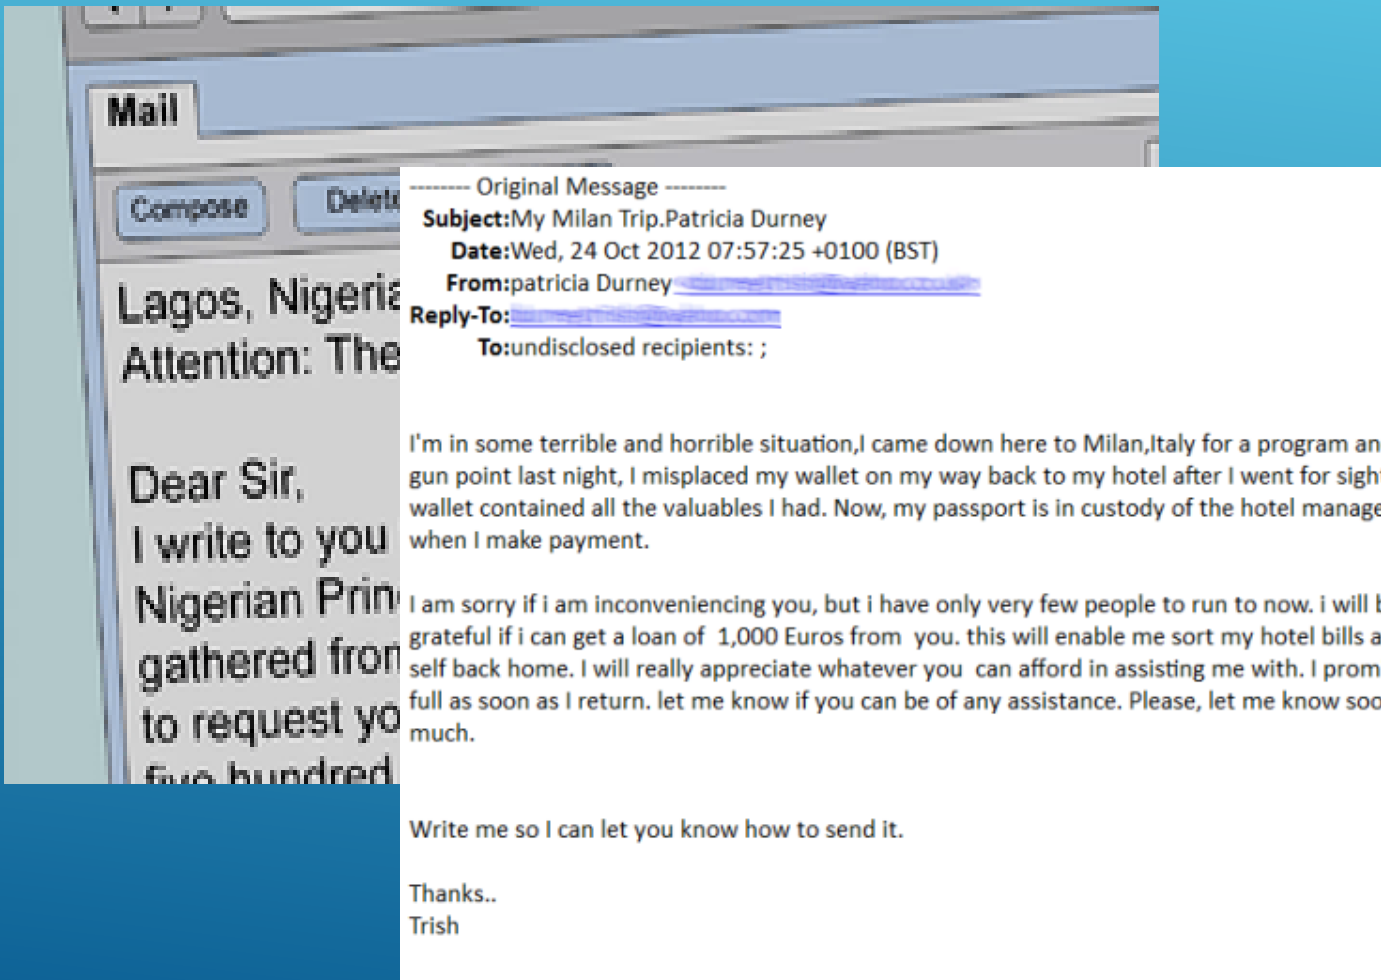 Mail
Compose
Delete
Lagos, Nigeria
Attention: The
Dear Sir,
I write to you
Nigerian Prin
gathered from
to request yo
five hundred
-------- Original Message --------
Subject:My Milan Trip.Patricia Durney
Date:Wed, 24 Oct 2012 07:57:25 +0100 (BST)
From:patricia Durney
Reply-To:
To:undisclosed recipients: ;
I'm in some terrible and horrible situation,I came down here to Milan,Italy for a program an
gun point last night, I misplaced my wallet on my way back to my hotel after I went for sight
wallet contained all the valuables I had. Now, my passport is in custody of the hotel manage
when I make payment.
I am sorry if i am inconveniencing you, but i have only very few people to run to now. i will b
grateful if i can get a loan of  1,000 Euros from  you. this will enable me sort my hotel bills a
self back home. I will really appreciate whatever you  can afford in assisting me with. I prom
full as soon as I return. let me know if you can be of any assistance. Please, let me know soo
much.
Write me so I can let you know how to send it.
Thanks..
Trish